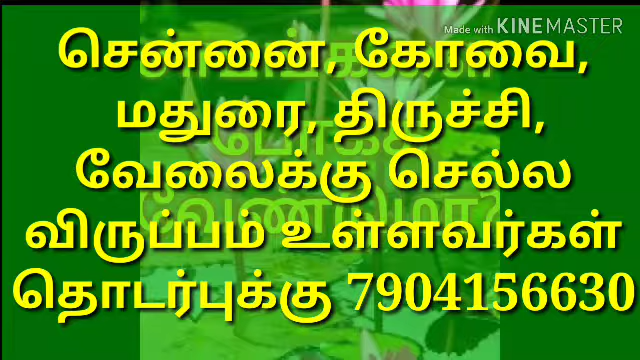 Made with KINEMASTER
சென்னை, கோவை,
மதுரை, திருச்சி,
வேலைக்கு செல்ல
விருப்பம் உள்ளவர்கள்
தொடர்புக்கு 7904156630